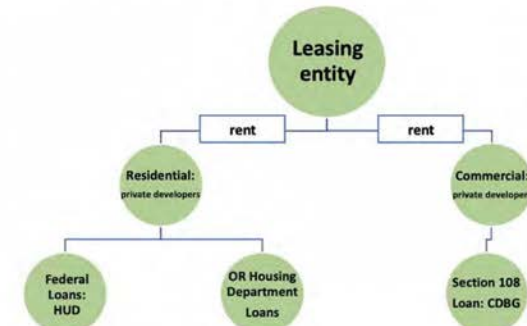 Leasing
entity
rent
rent
Residential:
private developers
Commercial:
private developers
Federal
Loans:
HUD
OR Housing
Department
Loans
Section 108
Loan: CDBG